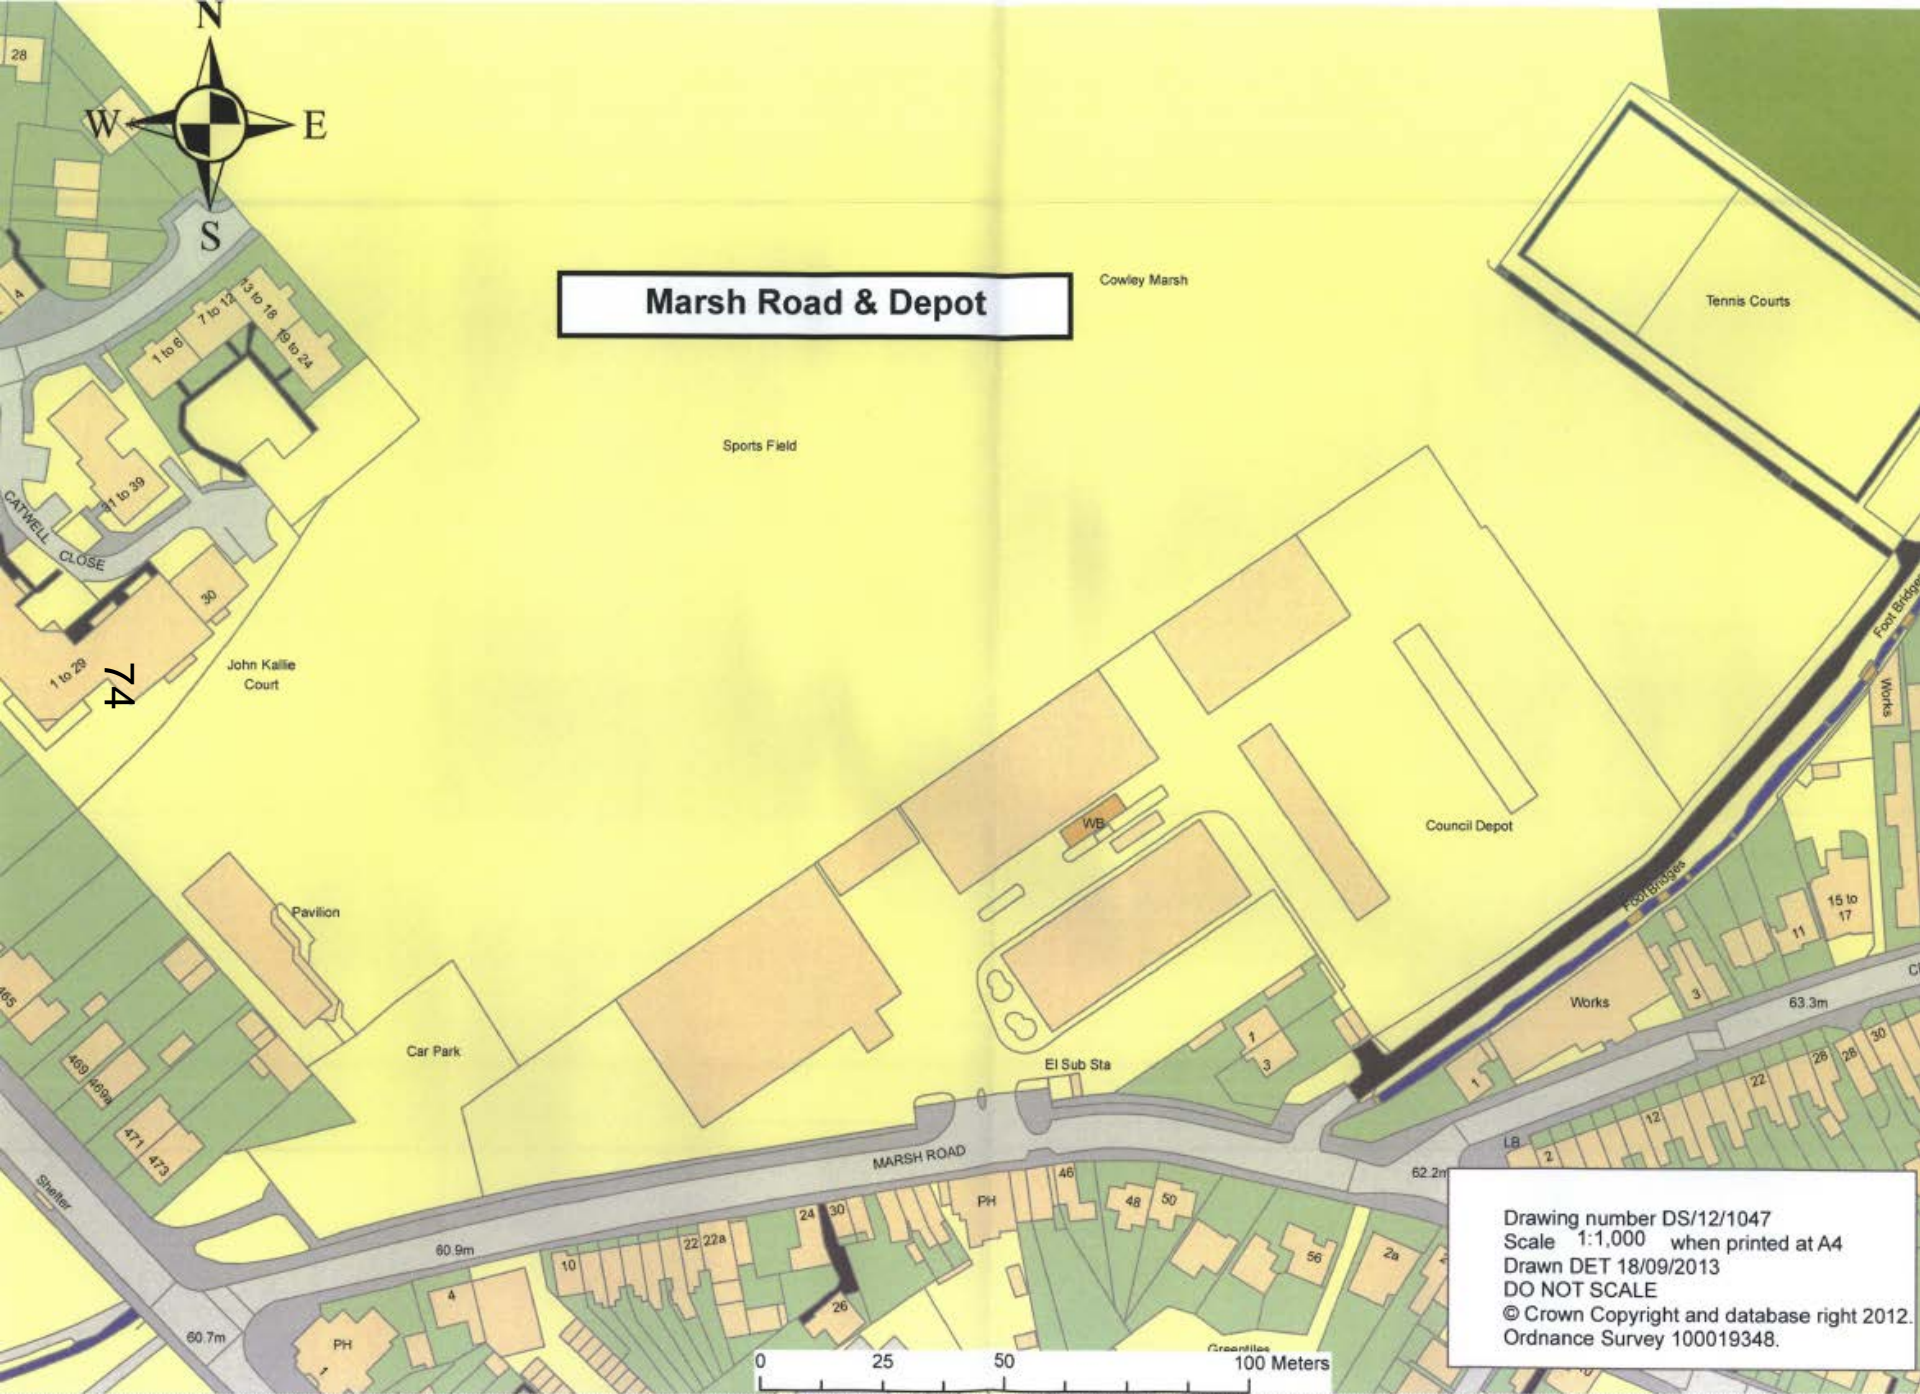 N
28
W
E
S
4
13 to 18
7 to 12
19 to 24
1 to 6
Marsh Road & Depot
Cowley Marsh
Tennis Courts
Sports Field
31 to 39
CATWELL CLOSE
30
1 to 29
74
John Kallie
Court
Foot Bridge
Works
WB
Council Depot
Foot Bridges
15 to
17
11
Pavilion
465
Works
3
63.3m
Car Park
El Sub Sta
1
3
469
469a
1
28
28
30
22
12
471
473
MARSH ROAD
LB
2
62.2m
Shelter
46
PH
48
50
24
30
60.9m
22
22a
10
56
2a
4
26
60.7m
PH
1
Greentiles
0 25 50 100 Meters
Drawing number DS/12/1047
Scale 1:1,000 when printed at A4
Drawn DET 18/09/2013
DO NOT SCALE
© Crown Copyright and database right 2012.
Ordnance Survey 100019348.